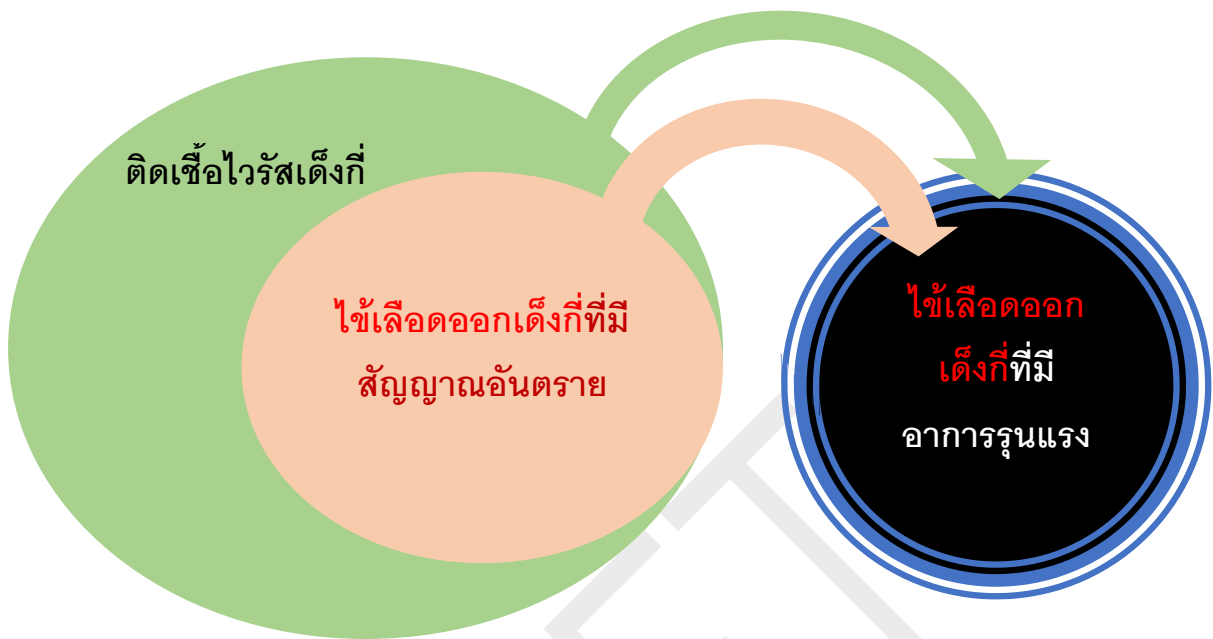 ติดเชื้อไวรัสเด็งกี่
ไข้เลือดออกเด็งกี่ที่มี
สัญญาณอันตราย
ไข้เลือดออก
เด็งกี่ที่มี
อาการรุนแรง